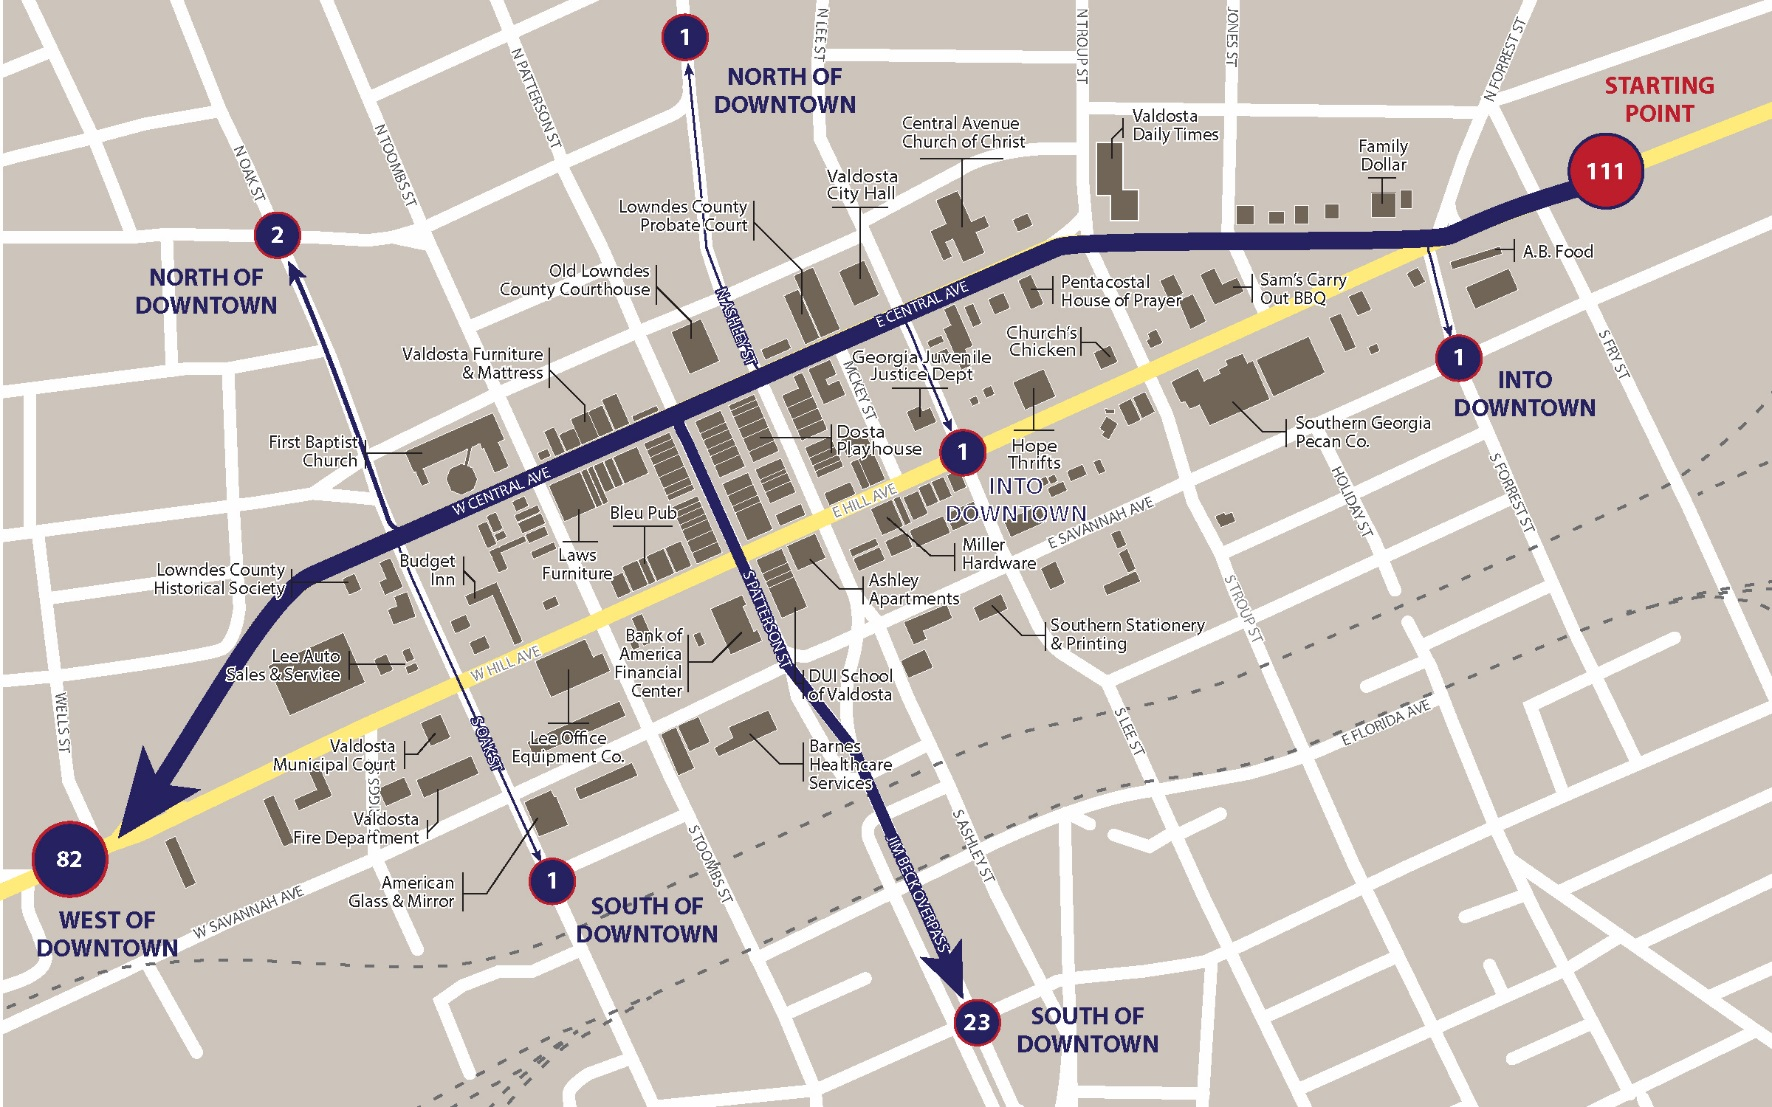 1
NORTH OF
DOWNTOWN
N LEE ST
N TROUP ST
JONES ST
N FORREST ST
STARTING
POINT
111
N PATTERSON ST
N TOOMBS ST
N OAK ST
Central Avenue
Church of Christ
Valdosta
Daily Times
Family
Dollar
Valdosta
City Hall
Lowndes County
Probate Court
2
NORTH OF
DOWNTOWN
A.B. Food
Old Lowndes
County Courthouse
N ASHLEY ST
E CENTRAL AVE
Pentacostal
House of Prayer
Sam's Carry
Out BBQ
Church's
Chicken
Valdosta Furniture
& Mattress
Georgia Juvenile
Justice Dept
MCKEY ST
1
INTO
DOWNTOWN
S FRY ST
First Baptist
Church
Dosta
Playhouse
1
INTO
DOWNTOWN
Hope
Thrifts
Southern Georgia
Pecan Co.
W CENTRAL AVE
Bleu Pub
E HILL AVE
E SAVANNAH AVE
HOLIDAY ST
S FORREST ST
Laws
Furniture
Budget
Inn
Miller
Hardware
Lowndes County
Historical Society
Ashley
Apartments
S PATTERSON ST
S TROUP ST
Southern Stationery
& Printing
Bank of
America
Financial
Center
Lee Auto
Sales & Service
W HILL AVE
DUI School
of Valdosta
WELLS ST
S OAK ST
Lee Office
Equipment Co.
Valdosta
Municipal Court
Barnes
Healthcare
Services
S LEE ST
E FLORIDA AVE
S BRIGGS
Valdosta
Fire Department
82
WEST OF
DOWNTOWN
American
Glass & Mirror
1
SOUTH OF
DOWNTOWN
W SAVANNAH AVE
S TOOMBS ST
JIM BECK OVERPASS
S ASHLEY ST
23
SOUTH OF
DOWNTOWN